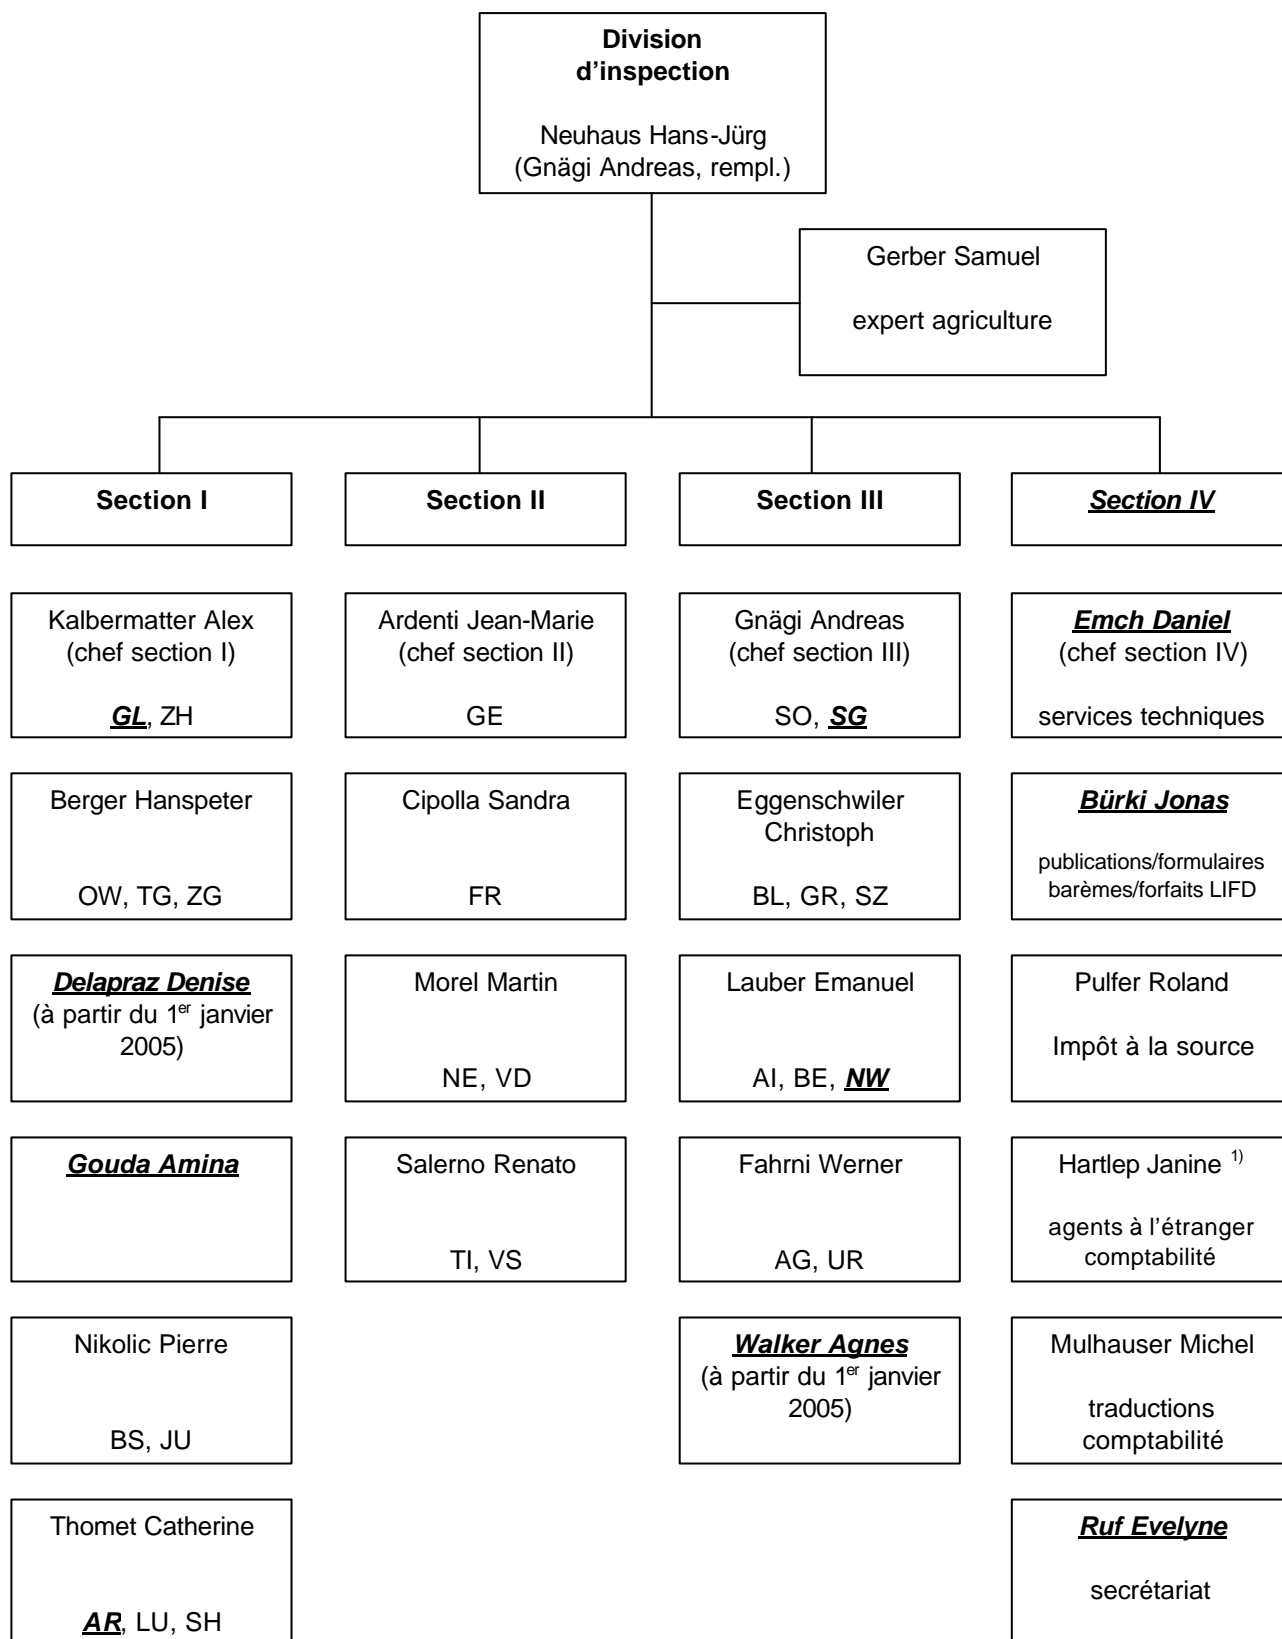 Division
d'inspection
Neuhaus Hans-Jürg
(Gnägi Andreas, rempl.)
Gerber Samuel
expert agriculture
Section I
Kalbermatter Alex
(chef section I)
GL, ZH
Berger Hanspeter
OW, TG, ZG
Delapraz Denise
(à partir du 1er janvier
2005)
Gouda Amina
Nikolic Pierre
BS, JU
Thomet Catherine
AR, LU, SH
Section II
Ardenti Jean-Marie
(chef section II)
GE
Cipolla Sandra
FR
Morel Martin
NE, VD
Salerno Renato
TI, VS
Section III
Gnägi Andreas
(chef section III)
SO, SG
Eggenschwiler
Christoph
BL, GR, SZ
Lauber Emanuel
AI, BE, NW
Fahrni Werner
AG, UR
Walker Agnes
(à partir du 1er janvier
2005)
Section IV
Emch Daniel
(chef section IV)
services techniques
Bürki Jonas
publications/formulaires
barèmes/forfaits LIFD
Pulfer Roland
Impôt à la source
Hartlep Janine 1)
agents à l'étranger
comptabilité
Mulhauser Michel
traductions
comptabilité
Ruf Evelyne
secrétariat